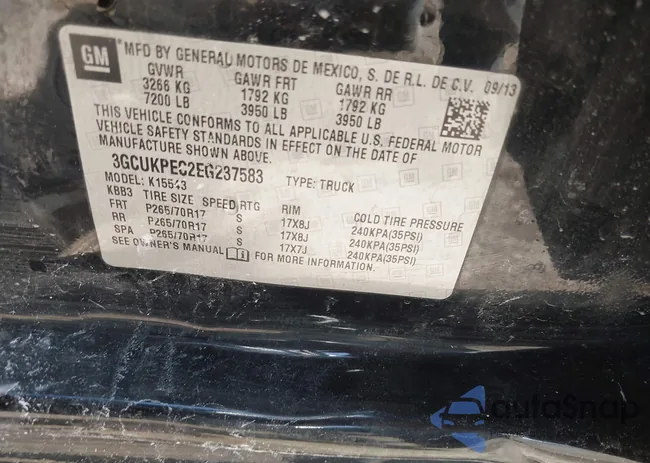 GM MFD BY GENERAL MOTORS DE MEXICO, S. DE R.L. DE C.V. 09/13
GVWR GAWR FRT GAWR RR
3266 KG 1792 KG 1792 KG
7200 LB 3950 LB 3950 LB
THIS VEHICLE CONFORMS TO ALL APPLICABLE U.S. FEDERAL MOTOR
VEHICLE SAFETY STANDARDS IN EFFECT ON THE DATE OF
MANUFACTURE SHOWN ABOVE.
3GCUKPEC2EG237583 TYPE: TRUCK
MODEL: K15543
KBB3 TIRE SIZE SPEED RTG RIM COLD TIRE PRESSURE
FRT P265/70R17 S 17X8J 240KPA(35PSI)
RR P265/70R17 S 17X8J 240KPA(35PSI)
SPA P265/70R17 S 17X7J 240KPA(35PSI)
SEE OWNER'S MANUAL FOR MORE INFORMATION.
autoSnap